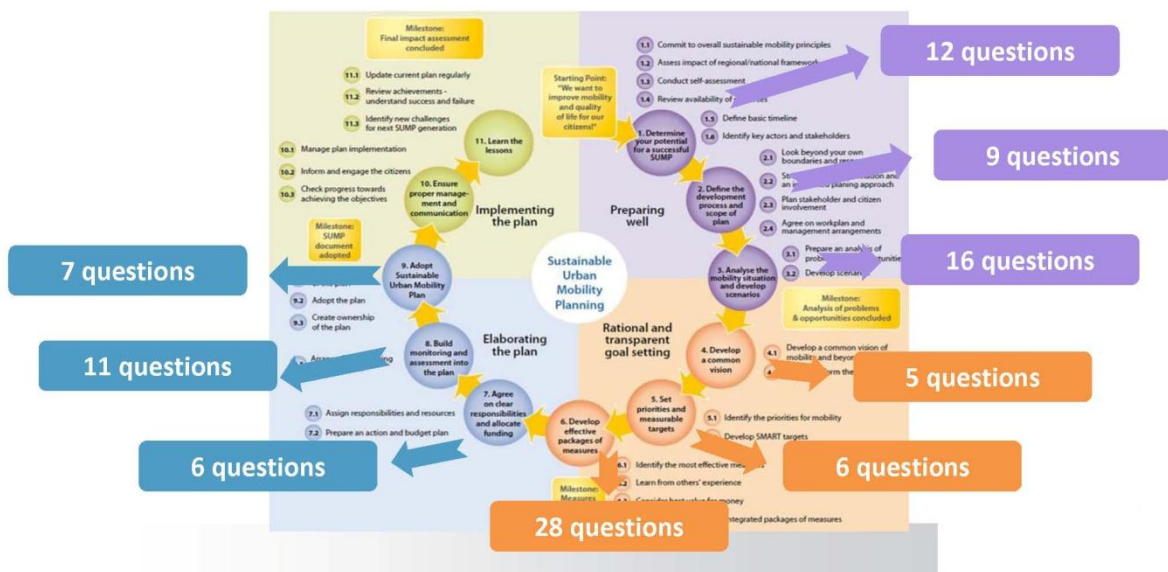 Milestone:
Final impact assessment
concluded
11.1 Update current plan regularly
11.2 Review achievements -
understand success and failure
11.3 Identify new challenges
for next SUMP generation
10.1 Manage plan implementation
10.2 Inform and engage the citizens
10.3 Check progress towards
achieving the objectives
Milestone:
SUMP
document
adopted
11. Learn the
lessons
10. Ensure
proper manage-
ment and
communication
Implementing
the plan
Starting Point:
"We want to
improve mobility
and quality
of life for our
citizens!"
1.1 Commit to overall sustainable mobility principles
1.2 Assess impact of regional/national framework
1.3 Conduct self-assessment
1.4 Review availability of
1.5 Define basic timeline
1.6 Identify key actors and stakeholders
12 questions
1. Determine
your potential
for a successful
SUMP
2.1 Look beyond your own
boundaries and
2.2 and
an planing approach
2.3 Plan stakeholder and citizen
involvement
2.4 Agree on workplan and
management arrangements
9 questions
2. Define the
development
process and scope
of plan
Preparing
well
3.1 Prepare an analysis of
3.2 Develop
16 questions
3. Analyse the
mobility situation
and develop
scenarios
Milestone:
Analysis of problems
& opportunities concluded
Sustainable
Urban
Mobility
Planning
Rational and
transparent
goal setting
4. Develop
a common
vision
4.1 Develop a common vision of
mobility and beyond
the
5 questions
5. Set
priorities and
measurable
targets
5.1 Identify the priorities for mobility
Develop SMART targets
6 questions
6. Develop
effective
packages of
measures
6.1 Identify the most effective
Learn from others' experience
Consider best value for money
integrated packages of measures
Milestone:
Measures
28 questions
7. Agree
on clear
responsibilities
and allocate
funding
7.1 Assign responsibilities and resources
7.2 Prepare an action and budget plan
6 questions
8. Build
monitoring and
assessment into
the plan
11 questions
Elaborating
the plan
9. Adopt
Sustainable
Urban Mobility
Plan
9.2 Adopt the plan
9.3 Create ownership
of the plan
7 questions